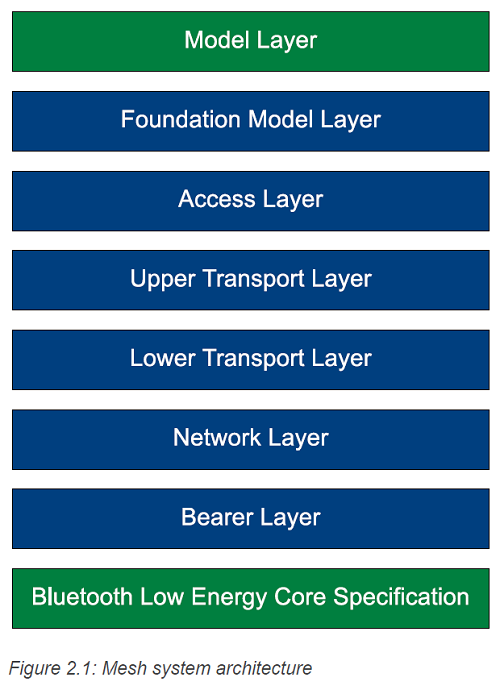 Model Layer
Foundation Model Layer
Access Layer
Upper Transport Layer
Lower Transport Layer
Network Layer
Bearer Layer
Bluetooth Low Energy Core Specification
Figure 2.1: Mesh system architecture